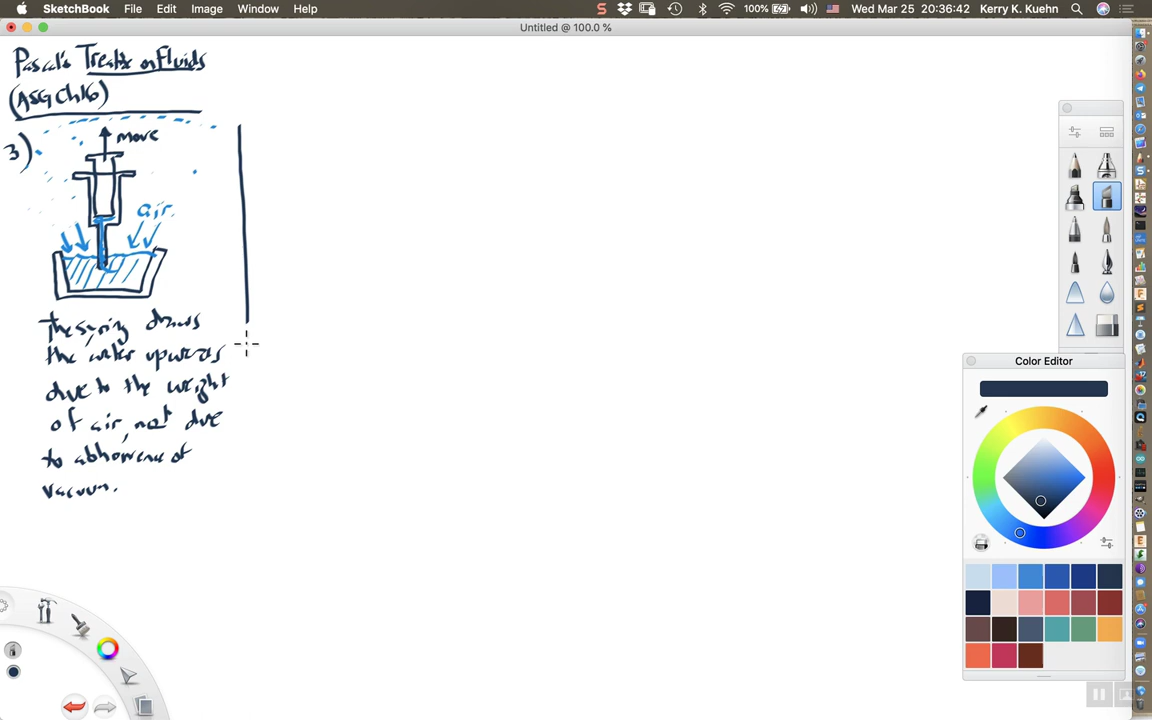 SketchBook File Edit Image Window Help 100% Wed Mar 25 20:36:42 Kerry K. Kuehn
Untitled @ 100.0 %
Pascal's Treatise on Fluids
(ASG Ch16)
3)
move
air
the syring draws
the water upwards
due to the weight
of air, not due
to abhorrence of
vacuum.
Color Editor